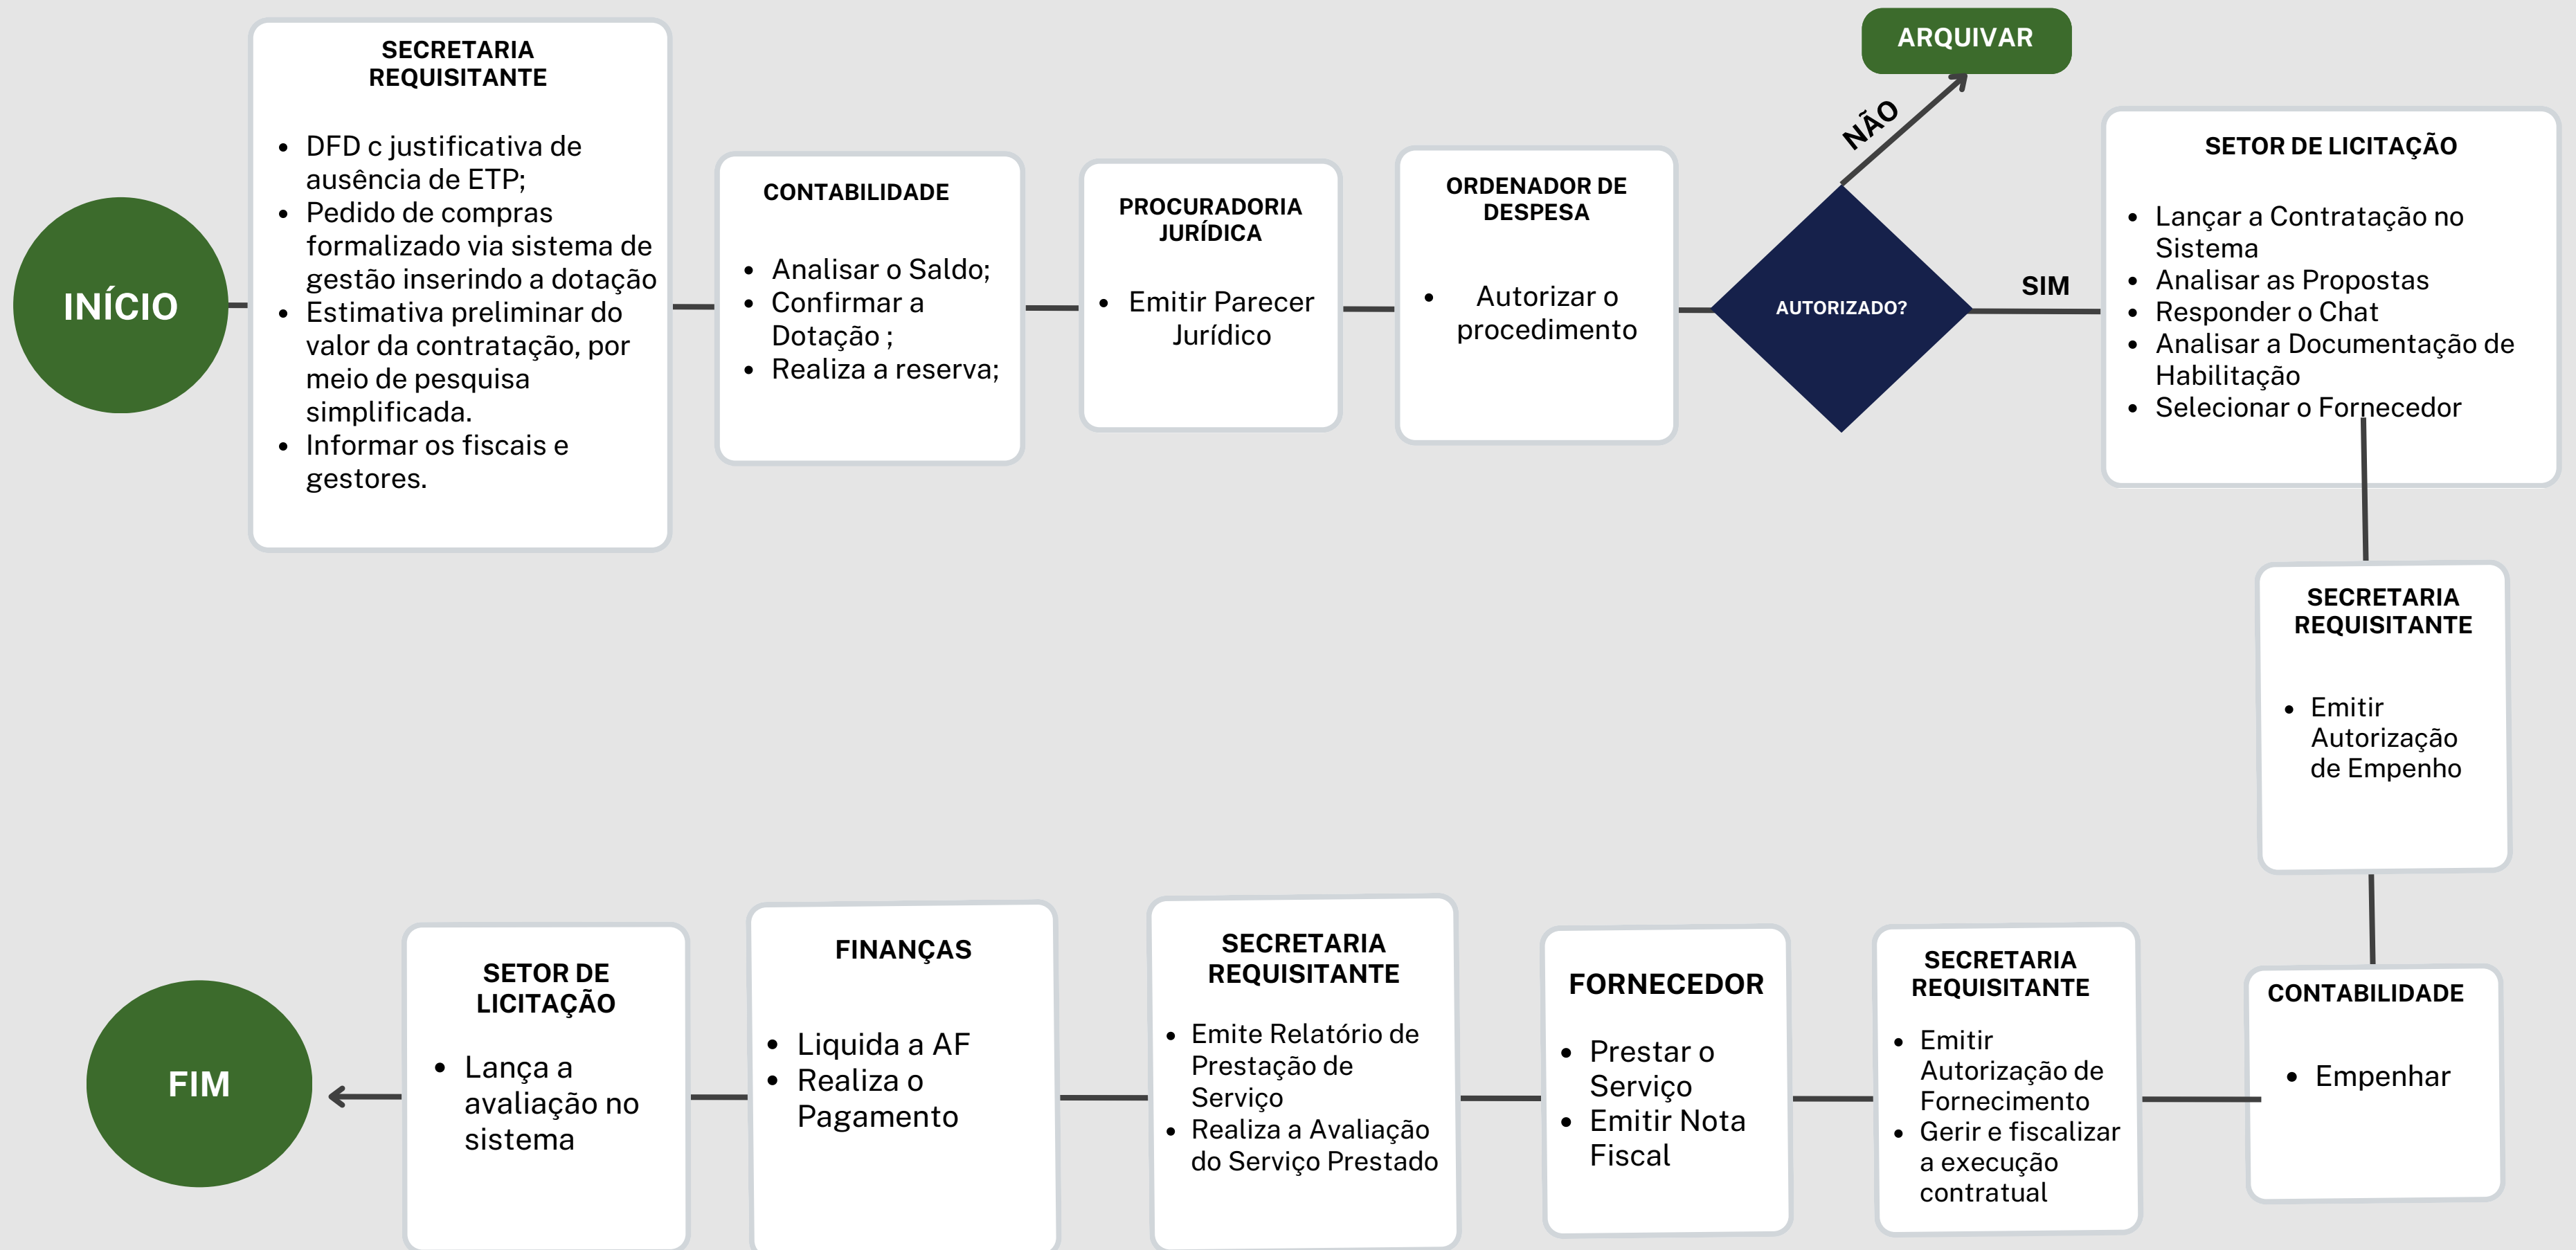 INÍCIO
SECRETARIA
REQUISITANTE
• DFD c justificativa de
ausência de ETP;
• Pedido de compras
formalizado via sistema de
gestão inserindo a dotação
• Estimativa preliminar do
valor da contratação, por
meio de pesquisa
simplificada.
• Informar os fiscais e
gestores.
CONTABILIDADE
• Analisar o Saldo;
• Confirmar a
Dotação ;
• Realiza a reserva;
PROCURADORIA
JURÍDICA
• Emitir Parecer
Jurídico
ORDENADOR DE
DESPESA
• Autorizar o
procedimento
AUTORIZADO?
NÃO
ARQUIVAR
SIM
SETOR DE LICITAÇÃO
• Lançar a Contratação no
Sistema
• Analisar as Propostas
• Responder o Chat
• Analisar a Documentação de
Habilitação
• Selecionar o Fornecedor
SECRETARIA
REQUISITANTE
• Emitir
Autorização
de Empenho
CONTABILIDADE
• Empenhar
SECRETARIA
REQUISITANTE
• Emitir
Autorização de
Fornecimento
• Gerir e fiscalizar
a execução
contratual
FORNECEDOR
• Prestar o
Serviço
• Emitir Nota
Fiscal
SECRETARIA
REQUISITANTE
• Emite Relatório de
Prestação de
Serviço
• Realiza a Avaliação
do Serviço Prestado
FINANÇAS
• Liquida a AF
• Realiza o
Pagamento
SETOR DE
LICITAÇÃO
• Lança a
avaliação no
sistema
FIM